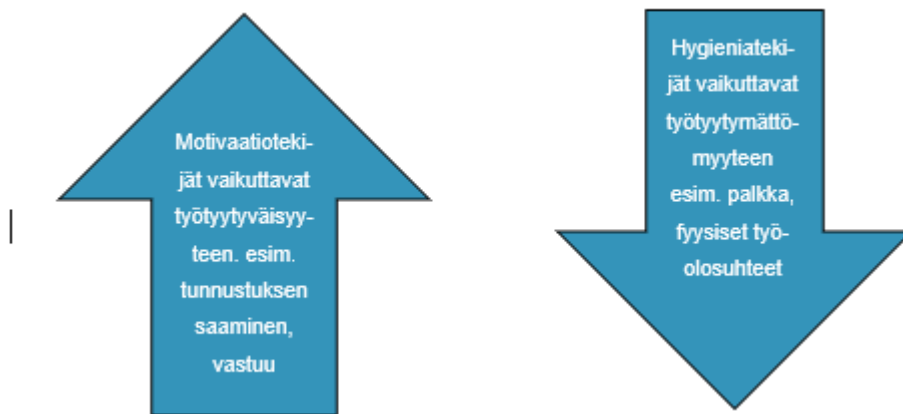 Motivaatioteki-
jät vaikuttavat
työtyytyväisyy-
teen. esim.
tunnustuksen
saaminen,
vastuu
Hygieniateki-
jät vaikuttavat
työtyytymättö-
myyteen
esim. palkka,
fyysiset työ-
olosuhteet